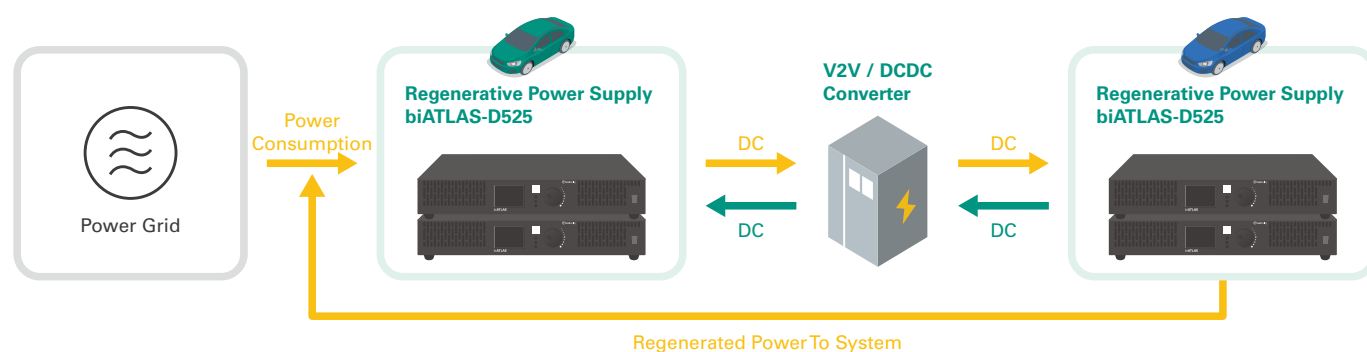 Power Grid
Power
Consumption
Regenerative Power Supply
biATLAS-D525
DC
DC
V2V / DCDC
Converter
DC
DC
Regenerative Power Supply
biATLAS-D525
Regenerated Power To System